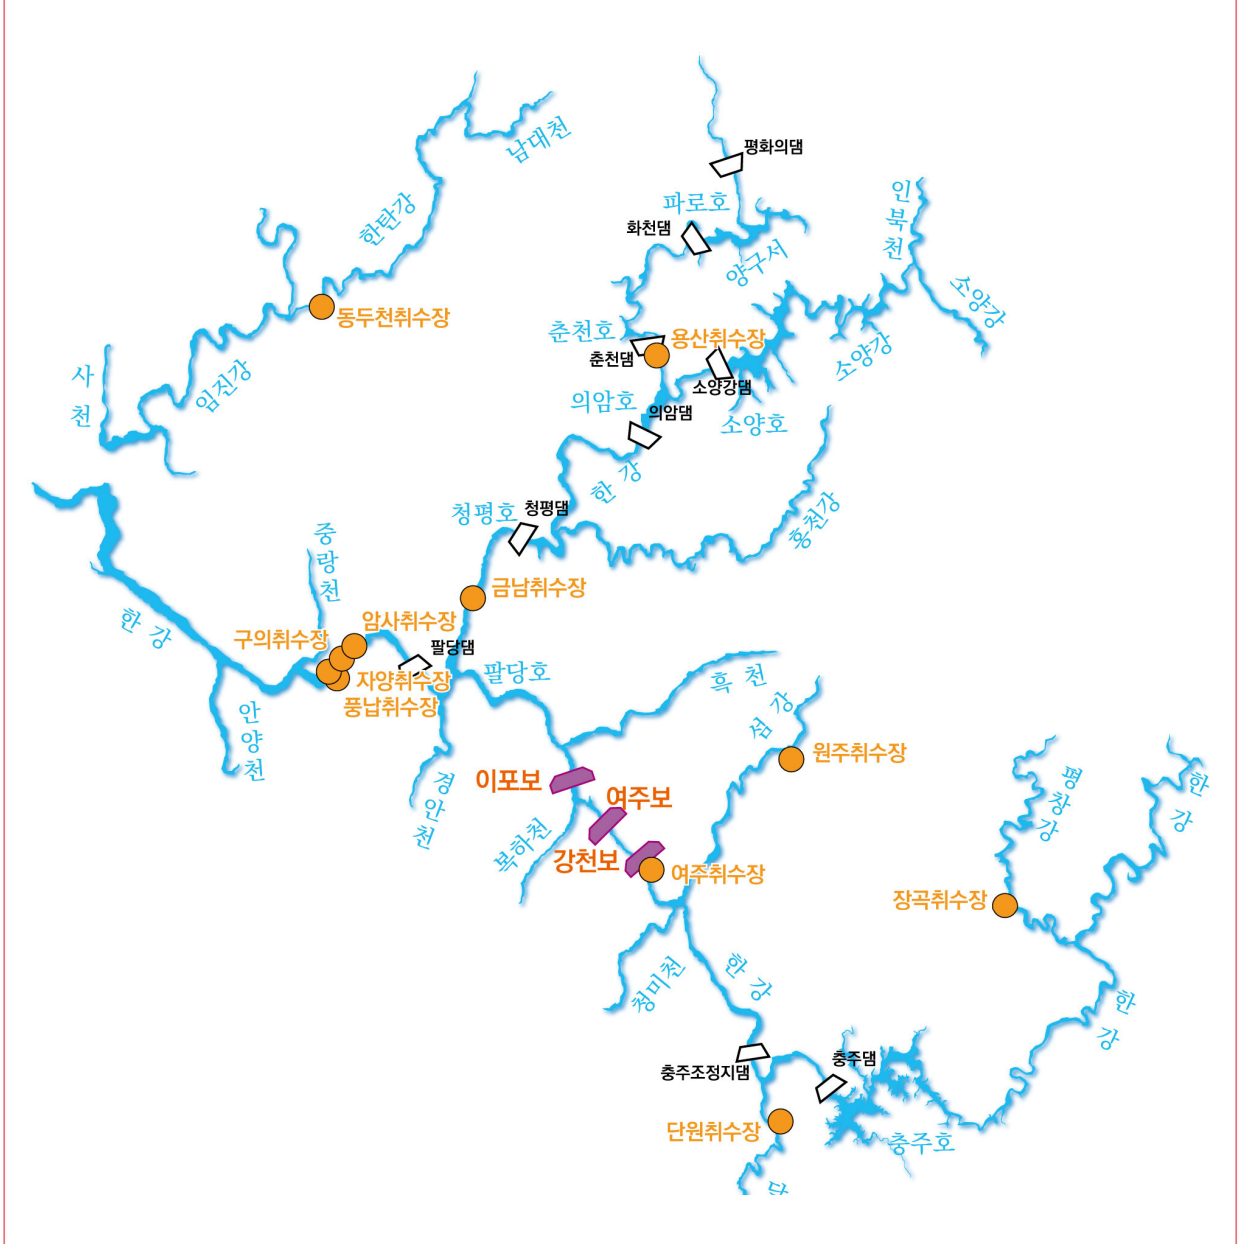 평화의댐
남대천
인북천
파로호
한탄강
화천댐
양구서
소양강
동두천취수장
춘천호
용산취수장
춘천댐
소양강
사천
임진강
소양강댐
의암호
의암댐
소양호
한강
청평호
청평댐
홍천강
중랑천
금남취수장
한강
암사취수장
구의취수장
팔당댐
자양취수장
팔당호
흑천
풍납취수장
섬강
안양천
원주취수장
이포보
여주보
경안천
평창강
한강
복하천
강천보
여주취수장
장곡취수장
청미천
한강
한강
충주조정지댐
충주댐
단원취수장
충주호